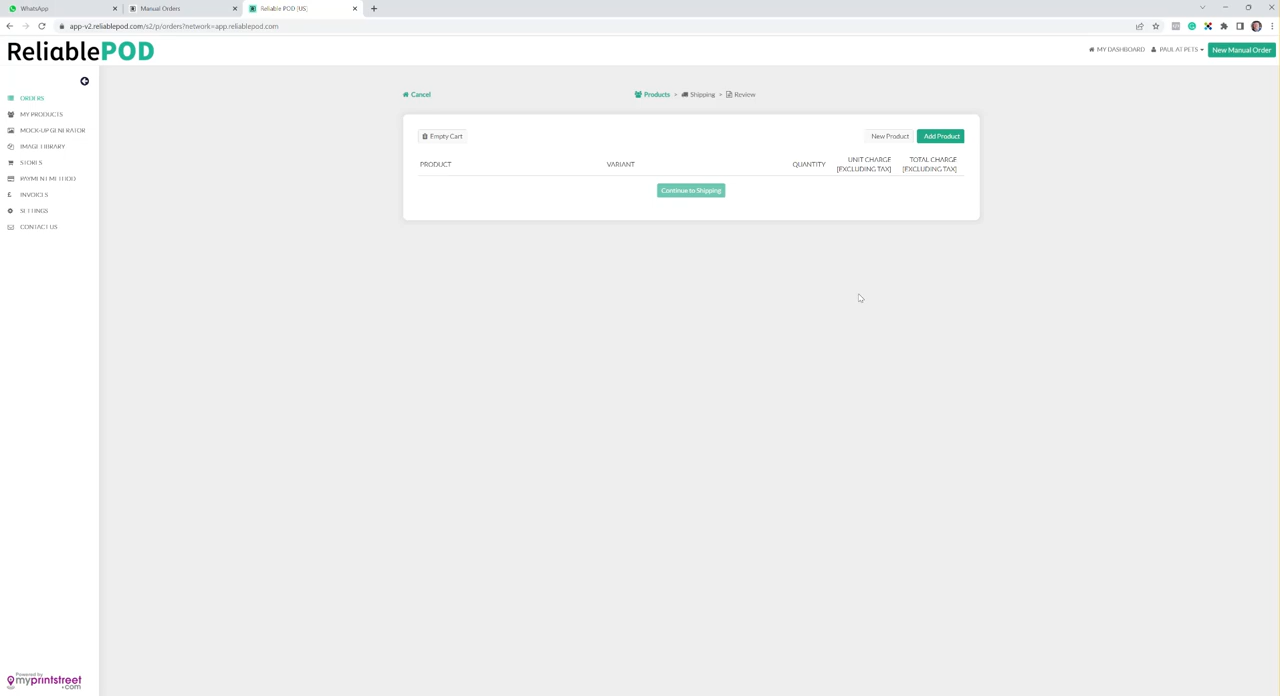 WhatsApp
Manual Orders
Reliable POD [US]
app-v2.reliablepod.com/s2/p/orders?network=app.reliablepod.com
ReliablePOD
MY DASHBOARD
PAUL AT PETS
New Manual Order
ORDERS
MY PRODUCTS
MOCK-UP GENERATOR
IMAGE LIBRARY
STORES
PAYMENT METHOD
INVOICES
SETTINGS
CONTACT US
Cancel
Products
Shipping
Review
Empty Cart
New Product
Add Product
PRODUCT
VARIANT
QUANTITY
UNIT CHARGE
[EXCLUDING TAX]
TOTAL CHARGE
[EXCLUDING TAX]
Continue to Shipping
Powered by
myprintstreet
.com